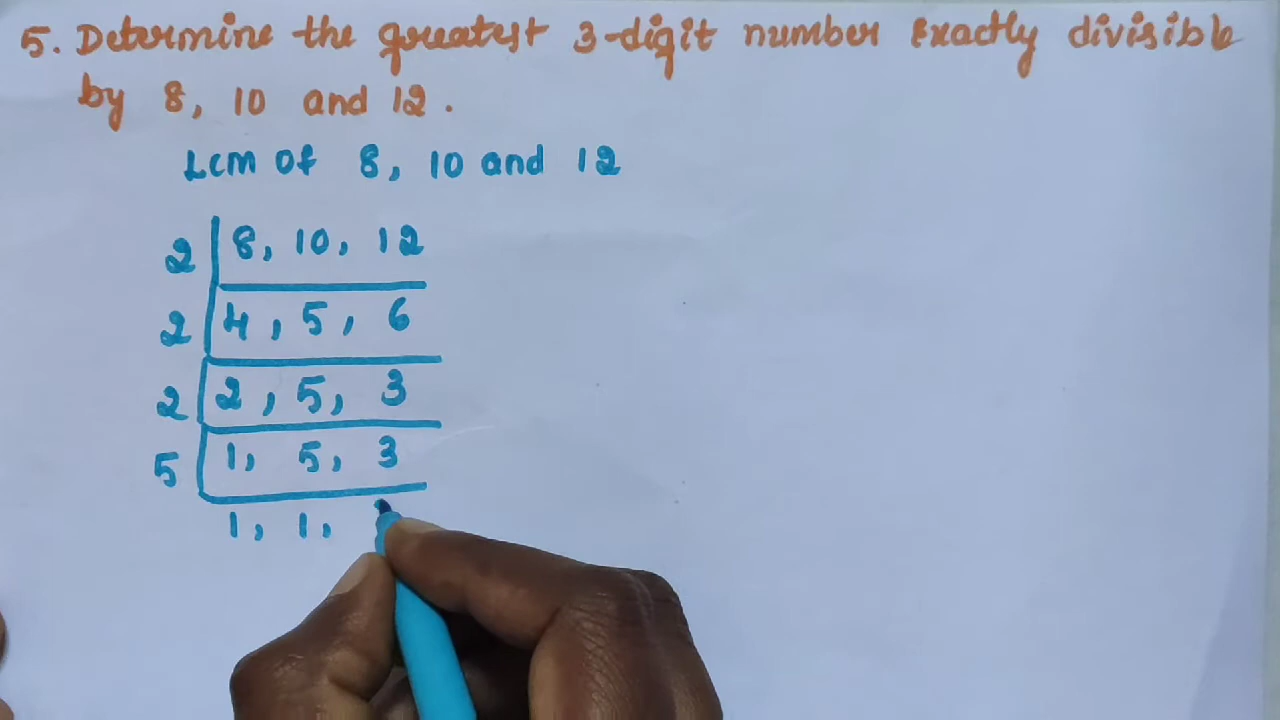 5. Determine the greatest 3-digit number Exactly divisible
by 8, 10 and 12.
Lcm Of 8, 10 and 12
2 8, 10, 12
2 4, 5, 6
2 2, 5, 3
5 1, 5, 3
1, 1,